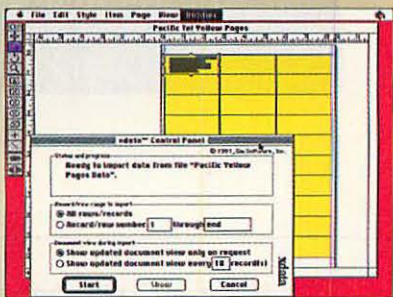 File Edit Style Item Page View Utilities
Pacific Tel Yellow Pages
xdata™ Control Panel
Status and progress
© 1991, Em Software, Inc.
Ready to import data from file "Pacific Yellow
Pages Data".
Record/row range to import
All rows/records
Record/row number 1 through end
Document view during import
Show updated document view only on request
Show updated document view every 10 record(s)
xdata
Start Show Cancel